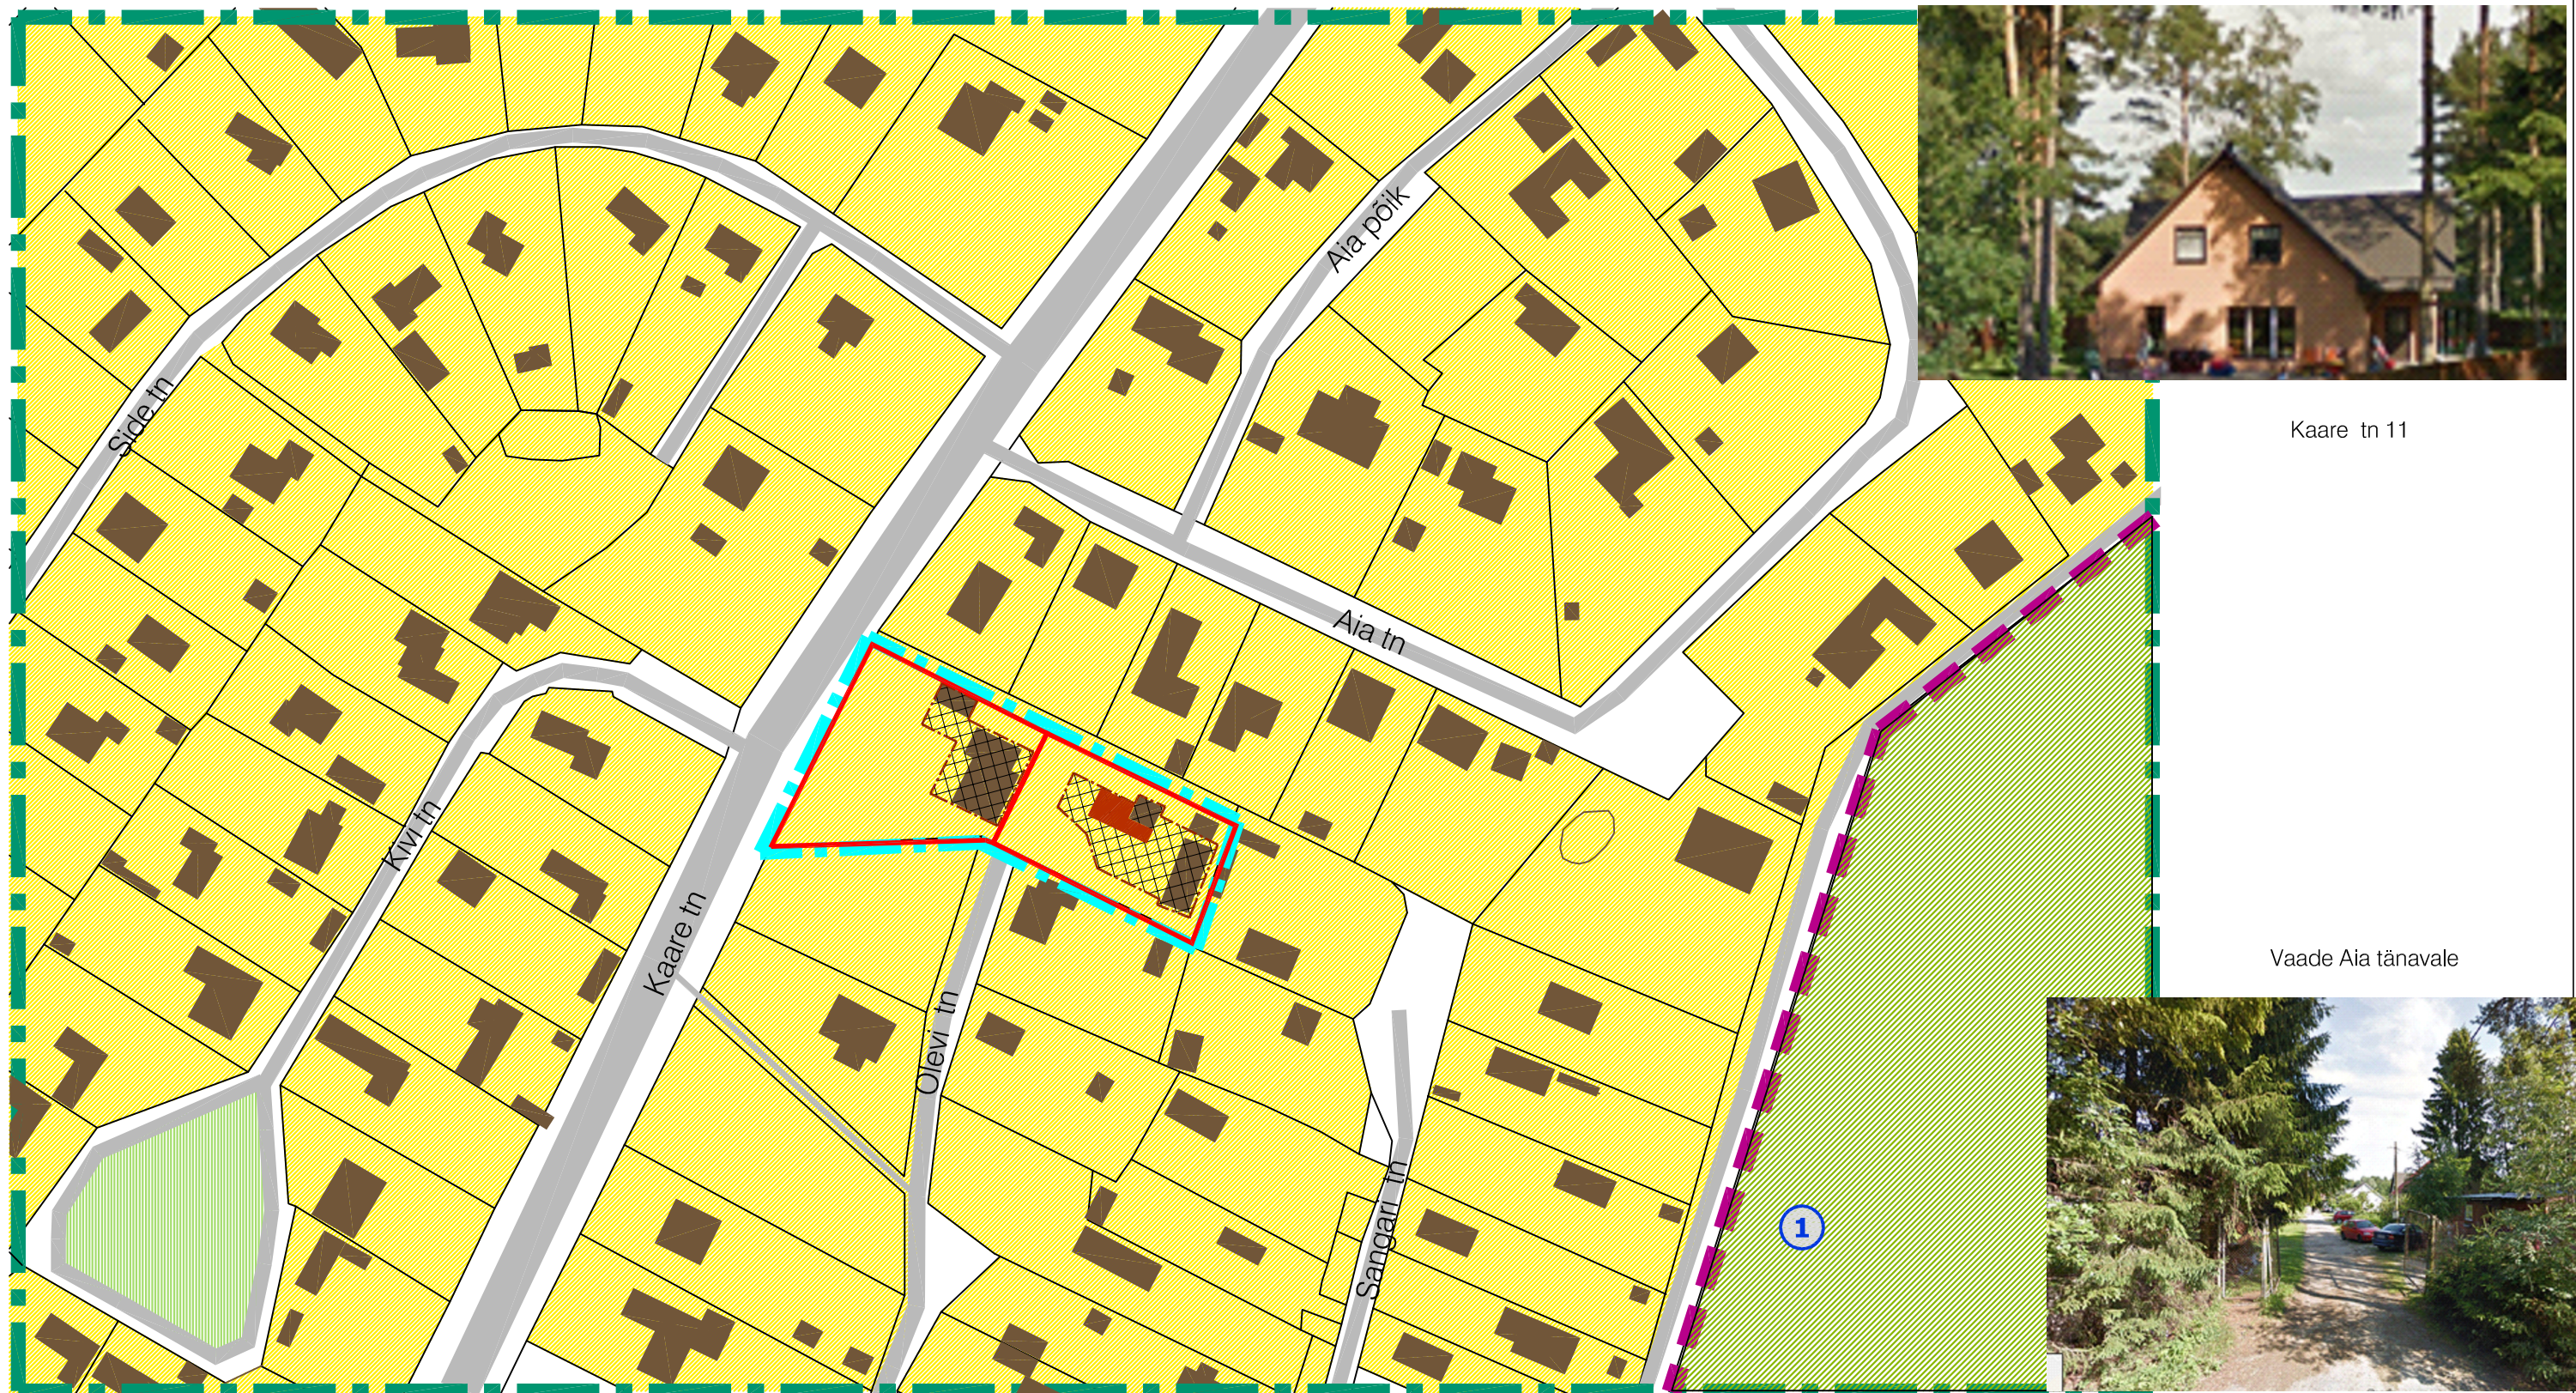 Aia põik
Side tn
Kaare tn 11
Aia tn
Kivi tn
Kaare tn
Vaade Aia tänavale
Olevi tn
Sangari tn
1